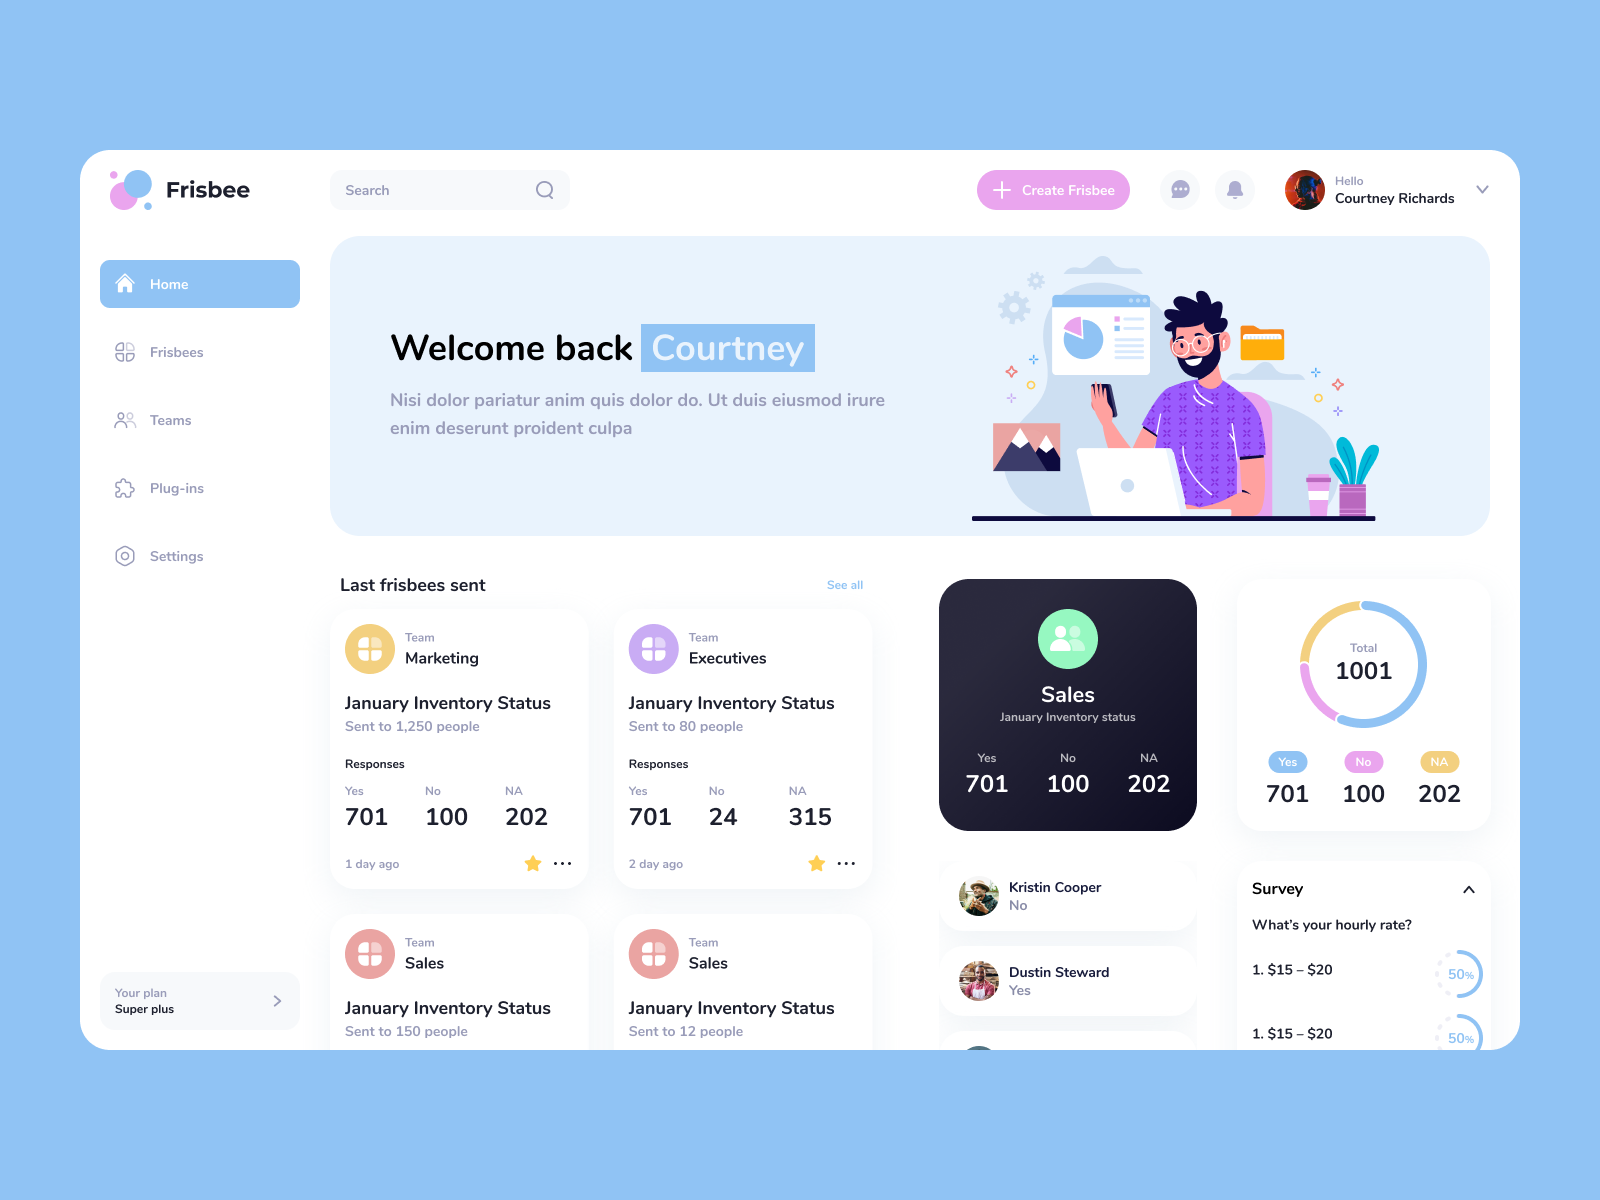 Frisbee
Search
Create Frisbee
Hello
Courtney Richards
Home
Frisbees
Teams
Plug-ins
Settings
Your plan
Super plus
Welcome back Courtney
Nisi dolor pariatur anim quis dolor do. Ut duis eiusmod irure
enim deserunt proident culpa
Last frisbees sent
See all
Team
Marketing
January Inventory Status
Sent to 1,250 people
Responses
Yes No NA
701 100 202
1 day ago
Team
Executives
January Inventory Status
Sent to 80 people
Responses
Yes No NA
701 24 315
2 day ago
Team
Sales
January Inventory Status
Sent to 150 people
Team
Sales
January Inventory Status
Sent to 12 people
Sales
January Inventory status
Yes No NA
701 100 202
Total
1001
Yes No NA
701 100 202
Kristin Cooper
No
Dustin Steward
Yes
Survey
What's your hourly rate?
1. $15 – $20
50%
1. $15 – $20
50%